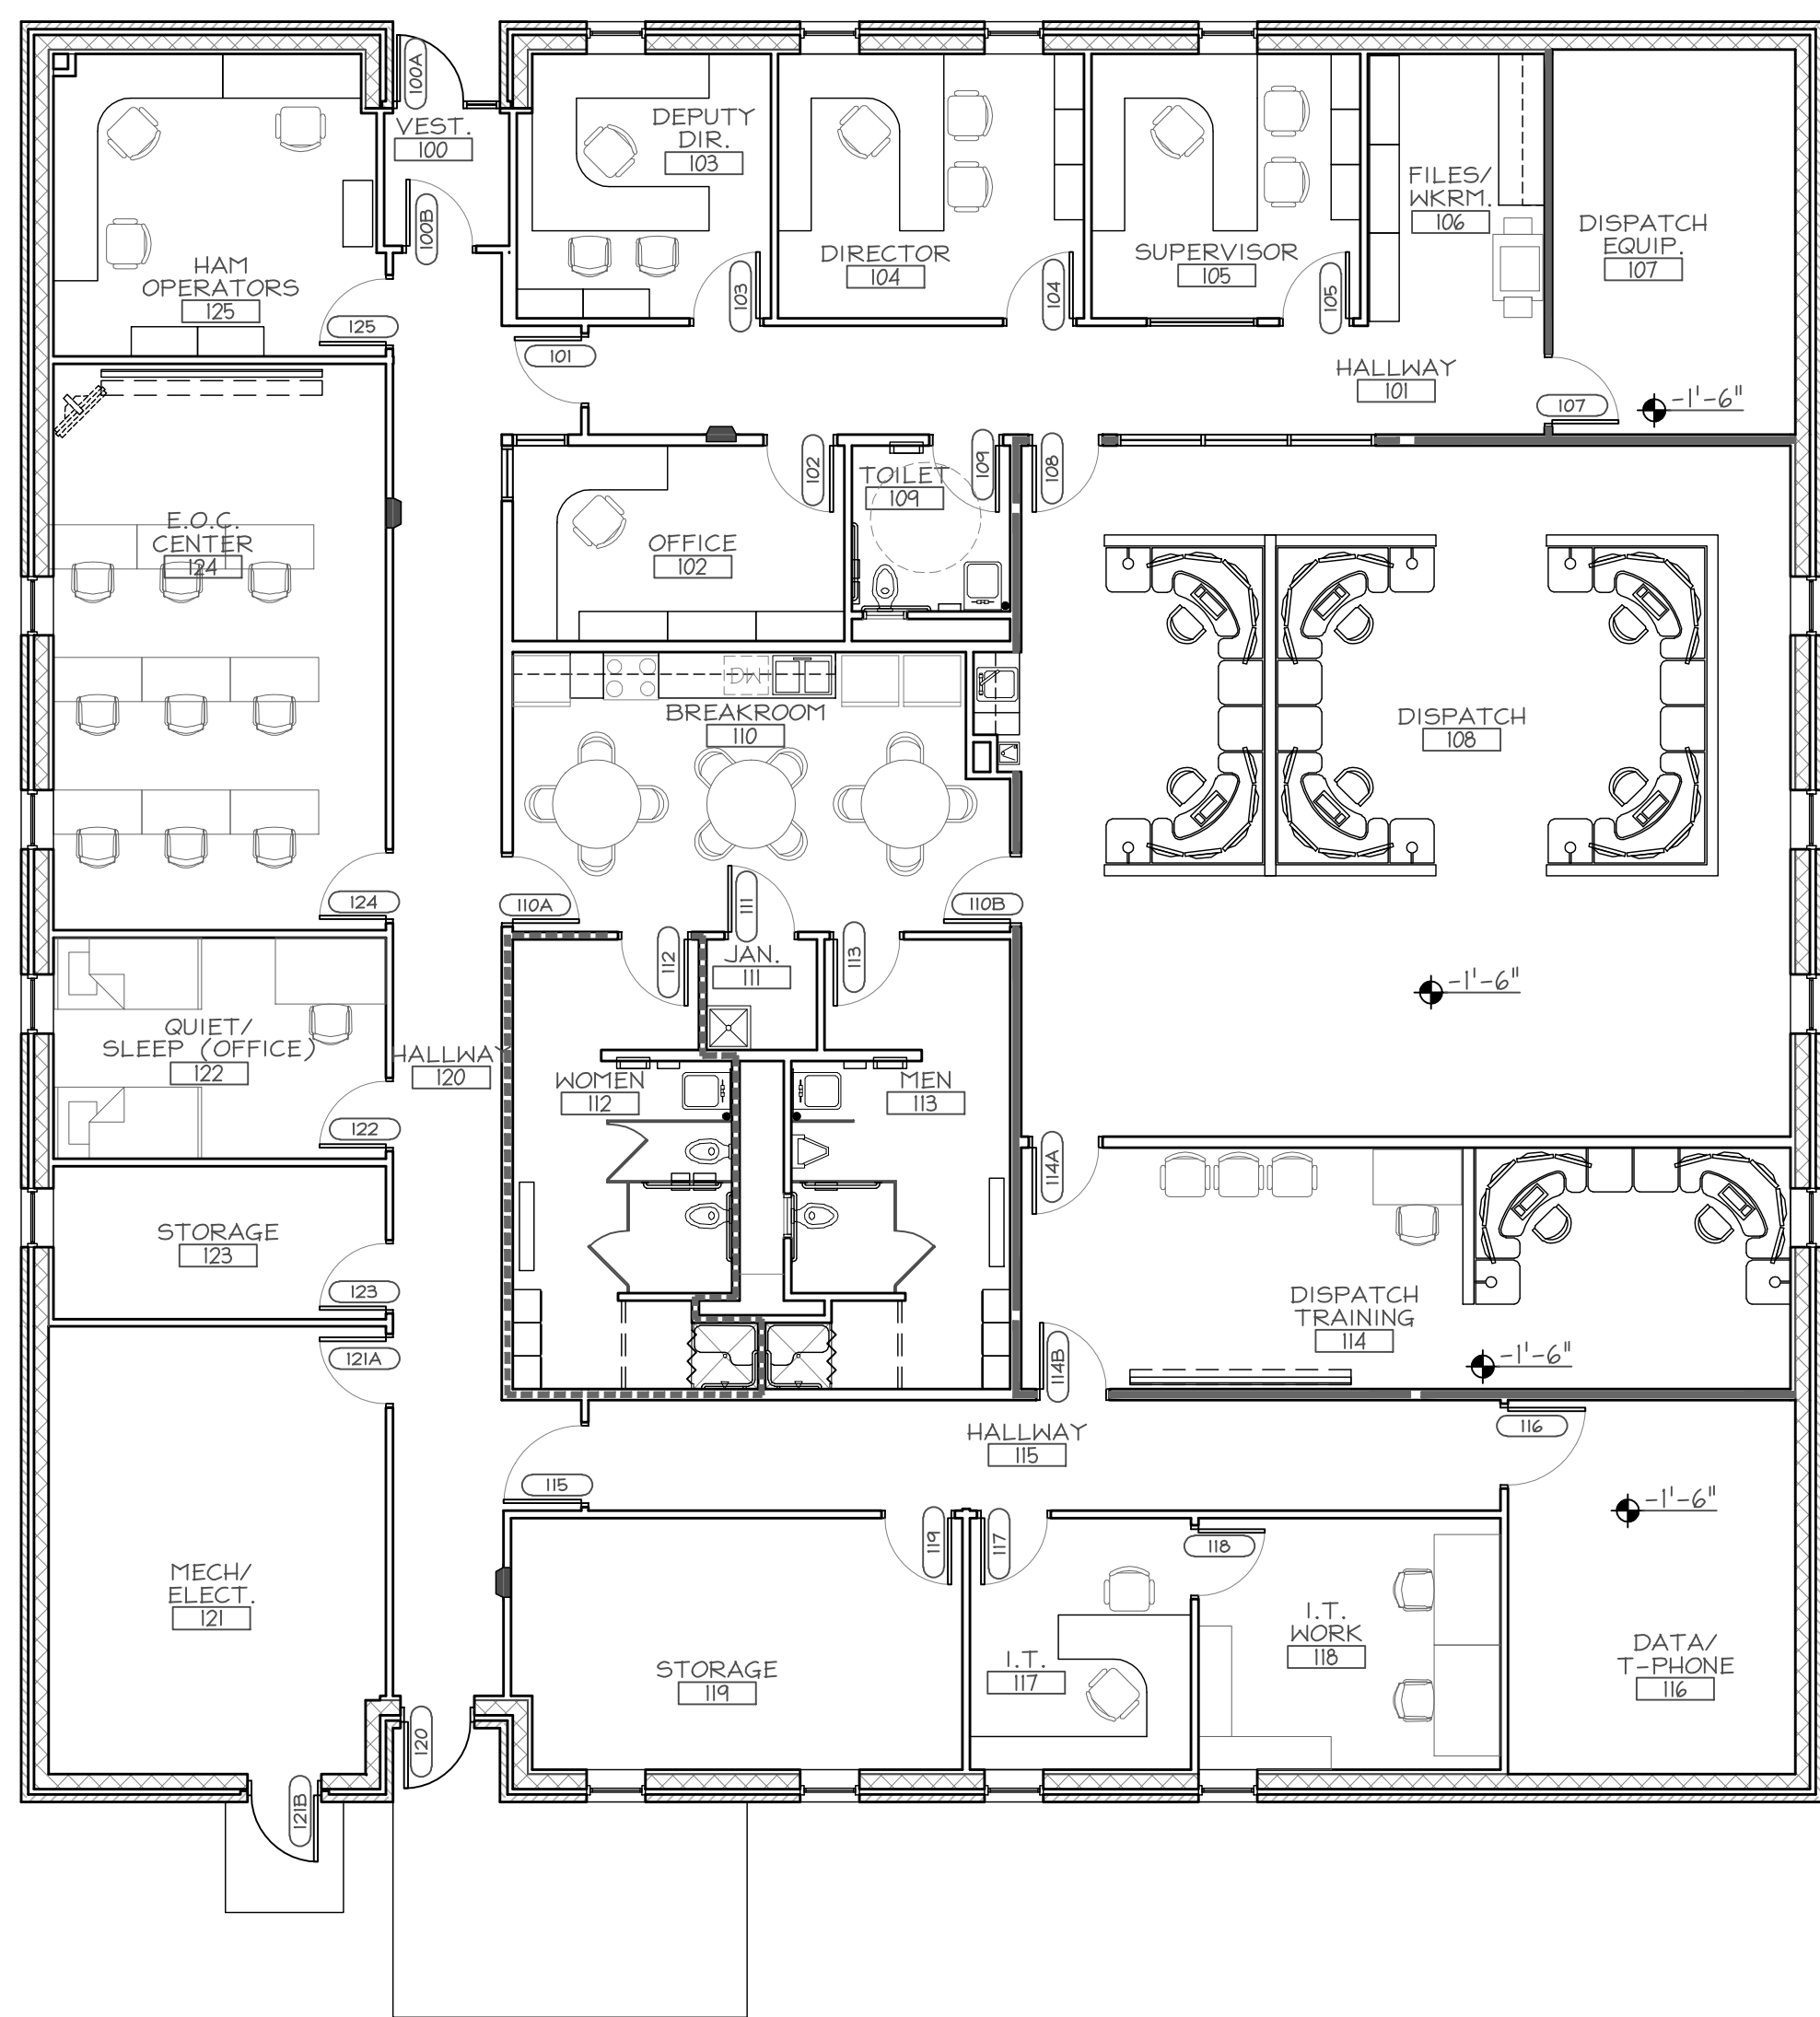 100A
VEST.
100
100B
DEPUTY
DIR.
103
103
DIRECTOR
104
104
SUPERVISOR
105
105
FILES/
WKRM.
106
DISPATCH
EQUIP.
107
HAM
OPERATORS
125
125
101
HALLWAY
101
107
-1'-6"
E.O.C.
CENTER
124
102
OFFICE
102
TOILET
109
109
108
DW
BREAKROOM
110
DISPATCH
108
124
110A
111
110B
112
JAN.
111
113
-1'-6"
QUIET/
SLEEP (OFFICE)
122
HALLWAY
120
WOMEN
112
MEN
113
122
114A
STORAGE
123
123
DISPATCH
TRAINING
114
-1'-6"
121A
114B
HALLWAY
115
116
115
-1'-6"
119
117
118
MECH/
ELECT.
121
STORAGE
119
I.T.
117
I.T.
WORK
118
DATA/
T-PHONE
116
120
121B